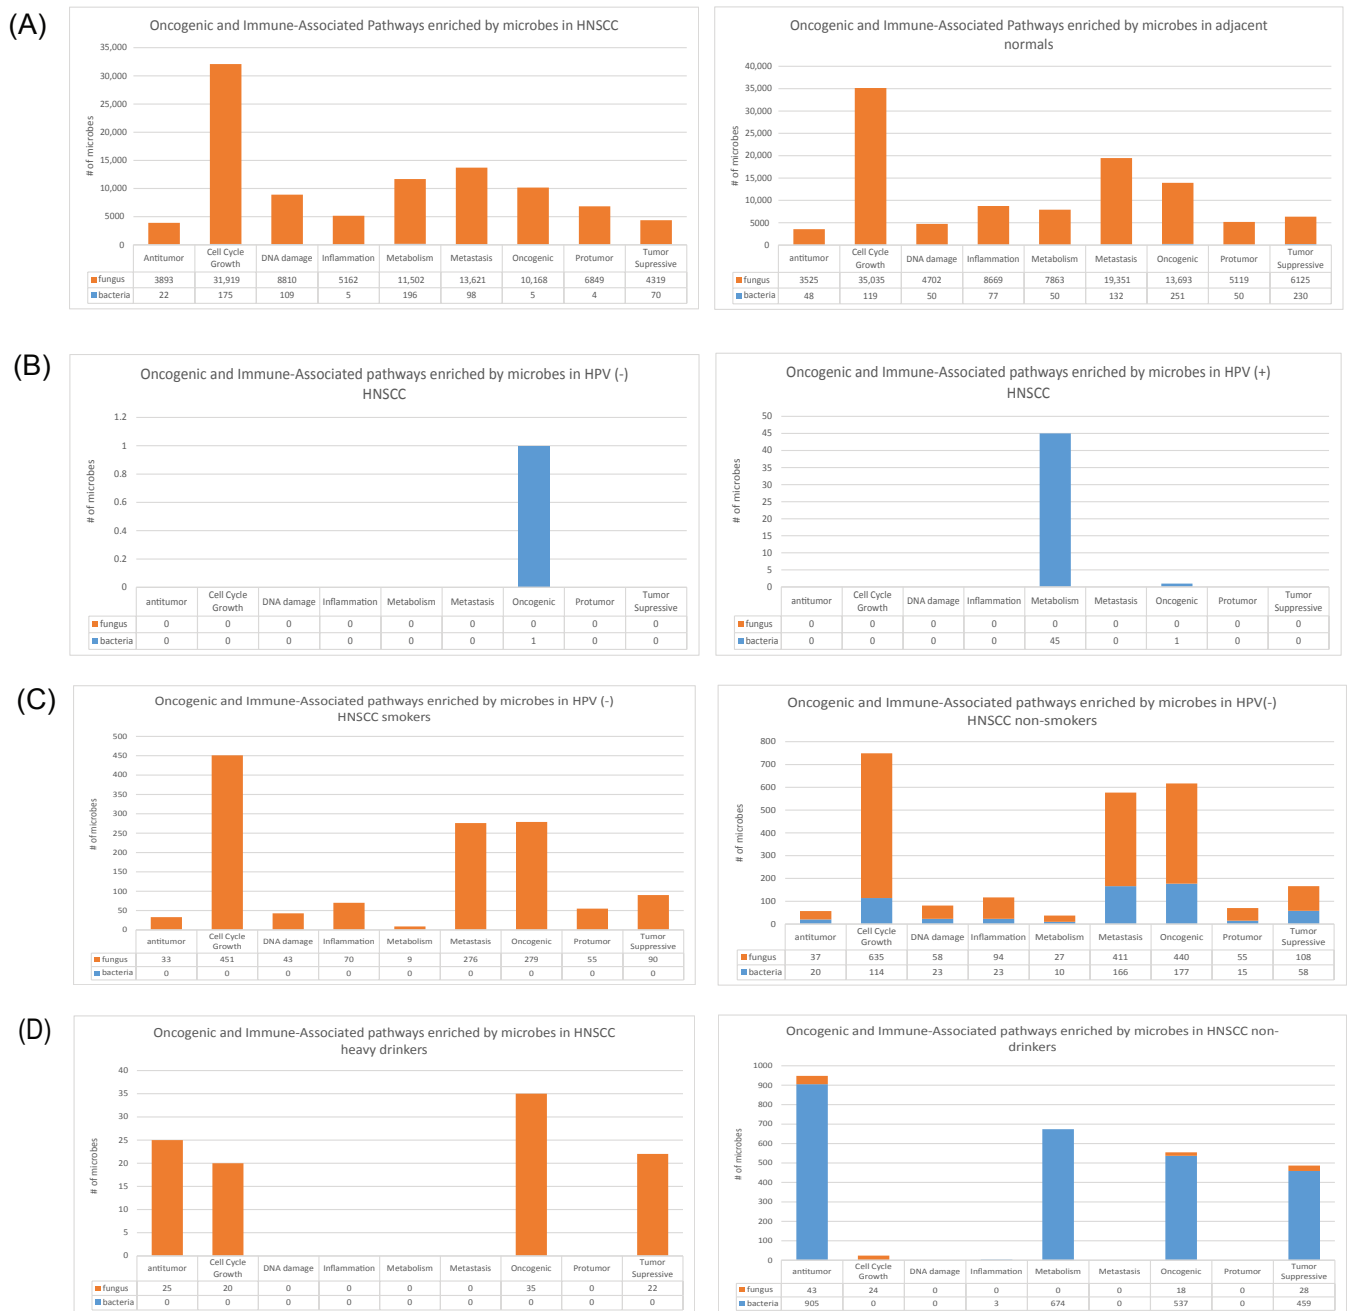 (A)
Oncogenic and Immune-Associated Pathways enriched by microbes in HNSCC
35,000
30,000
25,000
20,000
15,000
10,000
5000
0
# of microbes
Antitumor Cell Cycle Growth DNA damage Inflammation Metabolism Metastasis Oncogenic Protumor Tumor Supressive
fungus 3893 31,919 8810 5162 11,502 13,621 10,168 6849 4319
bacteria 22 175 109 5 196 98 5 4 70
Oncogenic and Immune-Associated Pathways enriched by microbes in adjacent
normals
40,000
35,000
30,000
25,000
20,000
15,000
10,000
5000
0
# of microbes
Antitumor Cell Cycle Growth DNA damage Inflammation Metabolism Metastasis Oncogenic Protumor Tumor Supressive
fungus 3525 35,035 4702 8669 7863 19,351 13,693 5119 6125
bacteria 48 119 50 77 50 132 251 50 230
(B)
Oncogenic and Immune-Associated pathways enriched by microbes in HPV (-)
HNSCC
1.2
1
0.8
0.6
0.4
0.2
0
# of microbes
antitumor Cell Cycle Growth DNA damage Inflammation Metabolism Metastasis Oncogenic Protumor Tumor Supressive
fungus 0 0 0 0 0 0 0 0 0
bacteria 0 0 0 0 0 0 1 0 0
Oncogenic and Immune-Associated pathways enriched by microbes in HPV (+)
HNSCC
50
45
40
35
30
25
20
15
10
5
0
# of microbes
antitumor Cell Cycle Growth DNA damage Inflammation Metabolism Metastasis Oncogenic Protumor Tumor Supressive
fungus 0 0 0 0 0 0 0 0 0
bacteria 0 0 0 0 45 0 1 0 0
(C)
Oncogenic and Immune-Associated pathways enriched by microbes in HPV (-)
HNSCC smokers
500
450
400
350
300
250
200
150
100
50
0
# of microbes
antitumor Cell Cycle Growth DNA damage Inflammation Metabolism Metastasis Oncogenic Protumor Tumor Suppressive
fungus 33 451 43 70 9 276 279 55 90
bacteria 0 0 0 0 0 0 0 0 0
Oncogenic and Immune-Associated pathways enriched by microbes in HPV(-)
HNSCC non-smokers
800
700
600
500
400
300
200
100
0
# of microbes
antitumor Cell Cycle Growth DNA damage Inflammation Metabolism Metastasis Oncogenic Protumor Tumor Supressive
fungus 37 635 58 94 27 411 440 55 108
bacteria 20 114 23 23 10 166 177 15 58
(D)
Oncogenic and Immune-Associated pathways enriched by microbes in HNSCC
heavy drinkers
40
35
30
25
20
15
10
5
0
# of microbes
antitumor Cell Cycle Growth DNA damage Inflammation Metabolism Metastasis Oncogenic Protumor Tumor Supressive
fungus 25 20 0 0 0 0 35 0 22
bacteria 0 0 0 0 0 0 0 0 0
Oncogenic and Immune-Associated pathways enriched by microbes in HNSCC non-
drinkers
1000
900
800
700
600
500
400
300
200
100
0
# of microbes
antitumor Cell Cycle Growth DNA damage Inflammation Metabolism Metastasis Oncogenic Protumor Tumor Supressive
fungus 43 24 0 0 0 0 18 0 28
bacteria 905 0 0 3 674 0 537 0 459